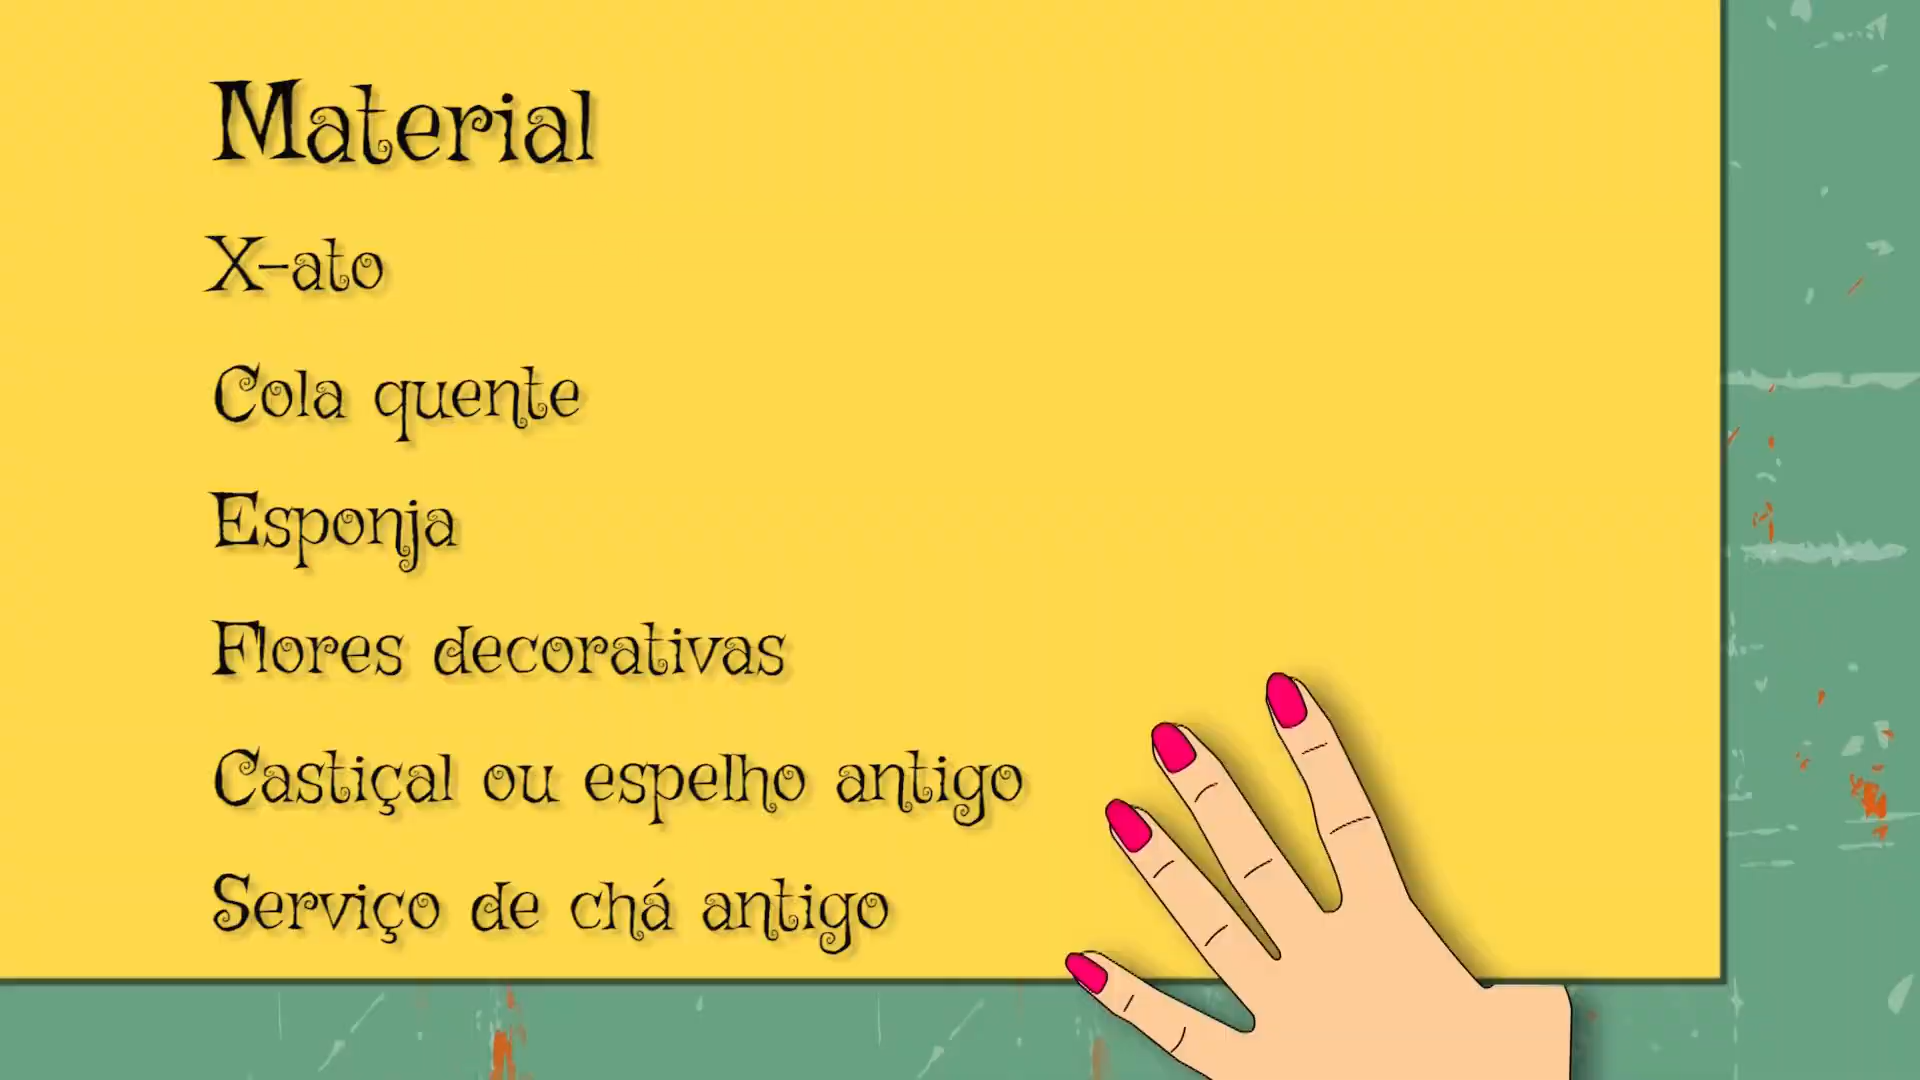 Material
X-ato
Cola quente
Esponja
Flores decorativas
Castiçal ou espelho antigo
Serviço de chá antigo